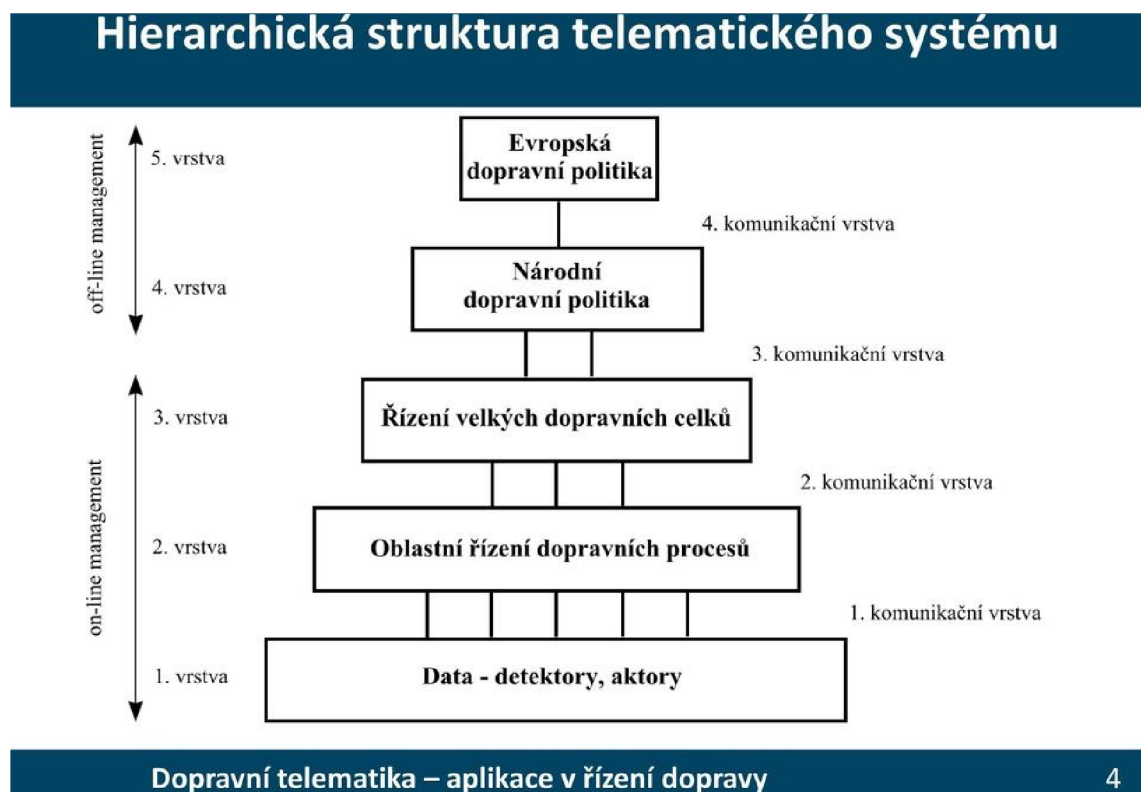 Hierarchická struktura telematického systému
off-line management
5. vrstva
Evropská
dopravní politika
4. komunikační vrstva
4. vrstva
Národní
dopravní politika
3. komunikační vrstva
on-line management
3. vrstva
Řízení velkých dopravních celků
2. komunikační vrstva
2. vrstva
Oblastní řízení dopravních procesů
1. komunikační vrstva
1. vrstva
Data - detektory, aktory
Dopravní telematika – aplikace v řízení dopravy
4